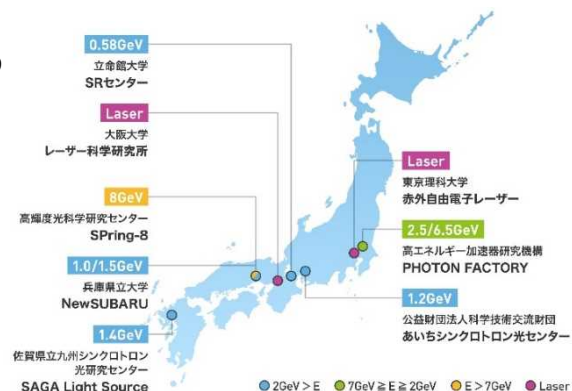 0.58GeV
立命館大学
SRセンター
Laser
大阪大学
レーザー科学研究所
8GeV
高輝度光科学研究センター
SPring-8
1.0/1.5GeV
兵庫県立大学
NewSUBARU
1.4GeV
佐賀県立九州シンクロトロン
光研究センター
SAGA Light Source
Laser
東京理科大学
赤外自由電子レーザー
2.5/6.5GeV
高エネルギー加速器研究機構
PHOTON FACTORY
1.2GeV
公益財団法人科学技術交流財団
あいちシンクロトロン光センター
2GeV > E 7GeV ≧ E ≧ 2GeV E > 7GeV Laser